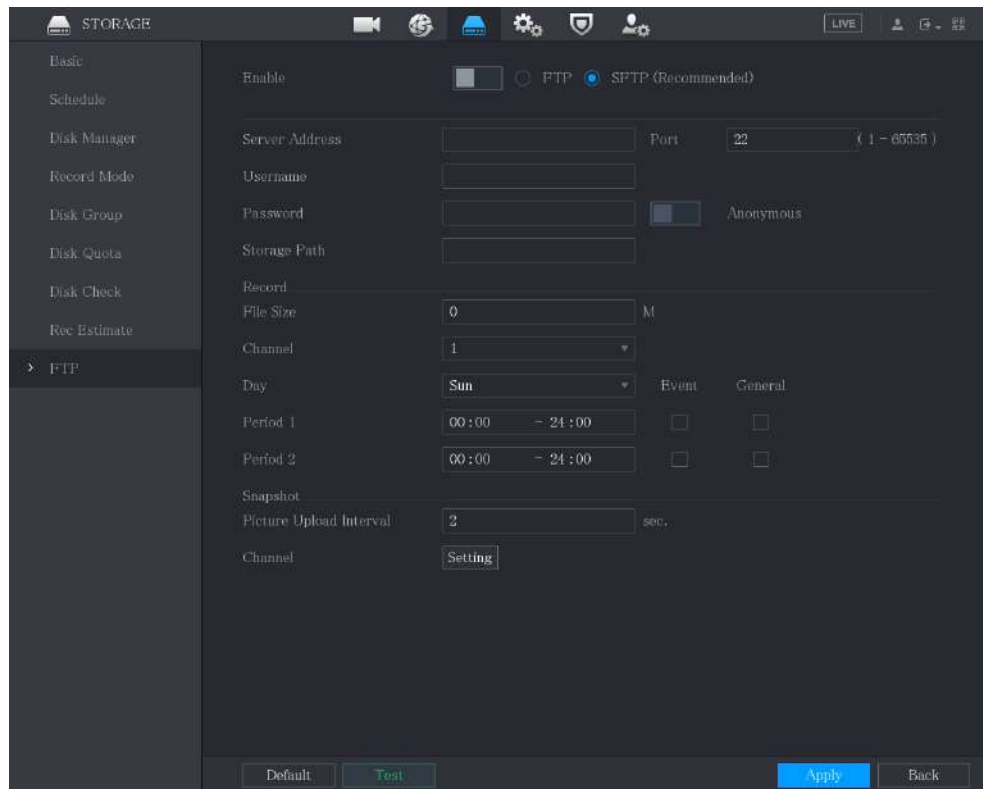 STORAGE LIVE
Basic
Schedule
Disk Manager
Record Mode
Disk Group
Disk Quota
Disk Check
Rec Estimate
FTP
Enable FTP SFTP (Recommended)
Server Address Port 22 ( 1 - 65535 )
Username
Password Anonymous
Storage Path
Record
File Size 0 M
Channel 1
Day Sun Event General
Period 1 00:00 - 24:00
Period 2 00:00 - 24:00
Snapshot
Picture Upload Interval 2 sec.
Channel Setting
Default Test Apply Back